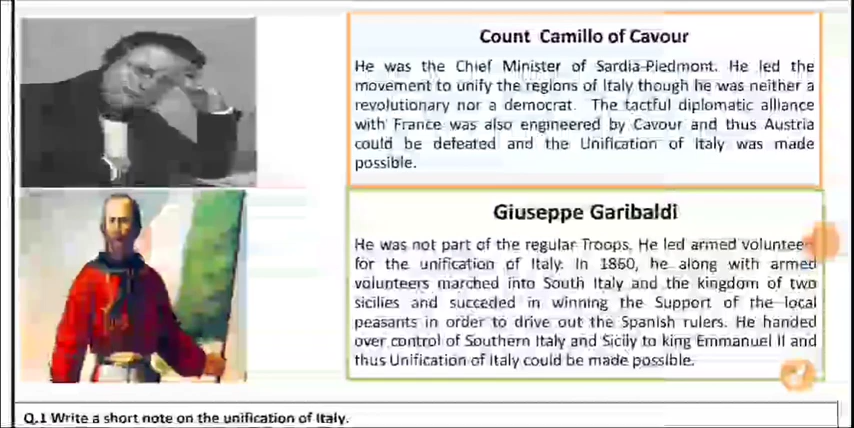 Count Camillo of Cavour
He was the Chief Minister of Sardia-Piedmont. He led the
movement to unify the regions of Italy though he was neither a
revolutionary nor a democrat. The tactful diplomatic alliance
with France was also engineered by Cavour and thus Austria
could be defeated and the Unification of Italy was made
possible.
Giuseppe Garibaldi
He was not part of the regular Troops. He led armed volunteer
for the unification of Italy. In 1860, he along with armed
volunteers marched into South Italy and the kingdom of two
sicilies and succeded in winning the Support of the local
peasants in order to drive out the Spanish rulers. He handed
over control of Southern Italy and Sicily to king Emmanuel II and
thus Unification of Italy could be made possible.
Q.1 Write a short note on the unification of Italy.